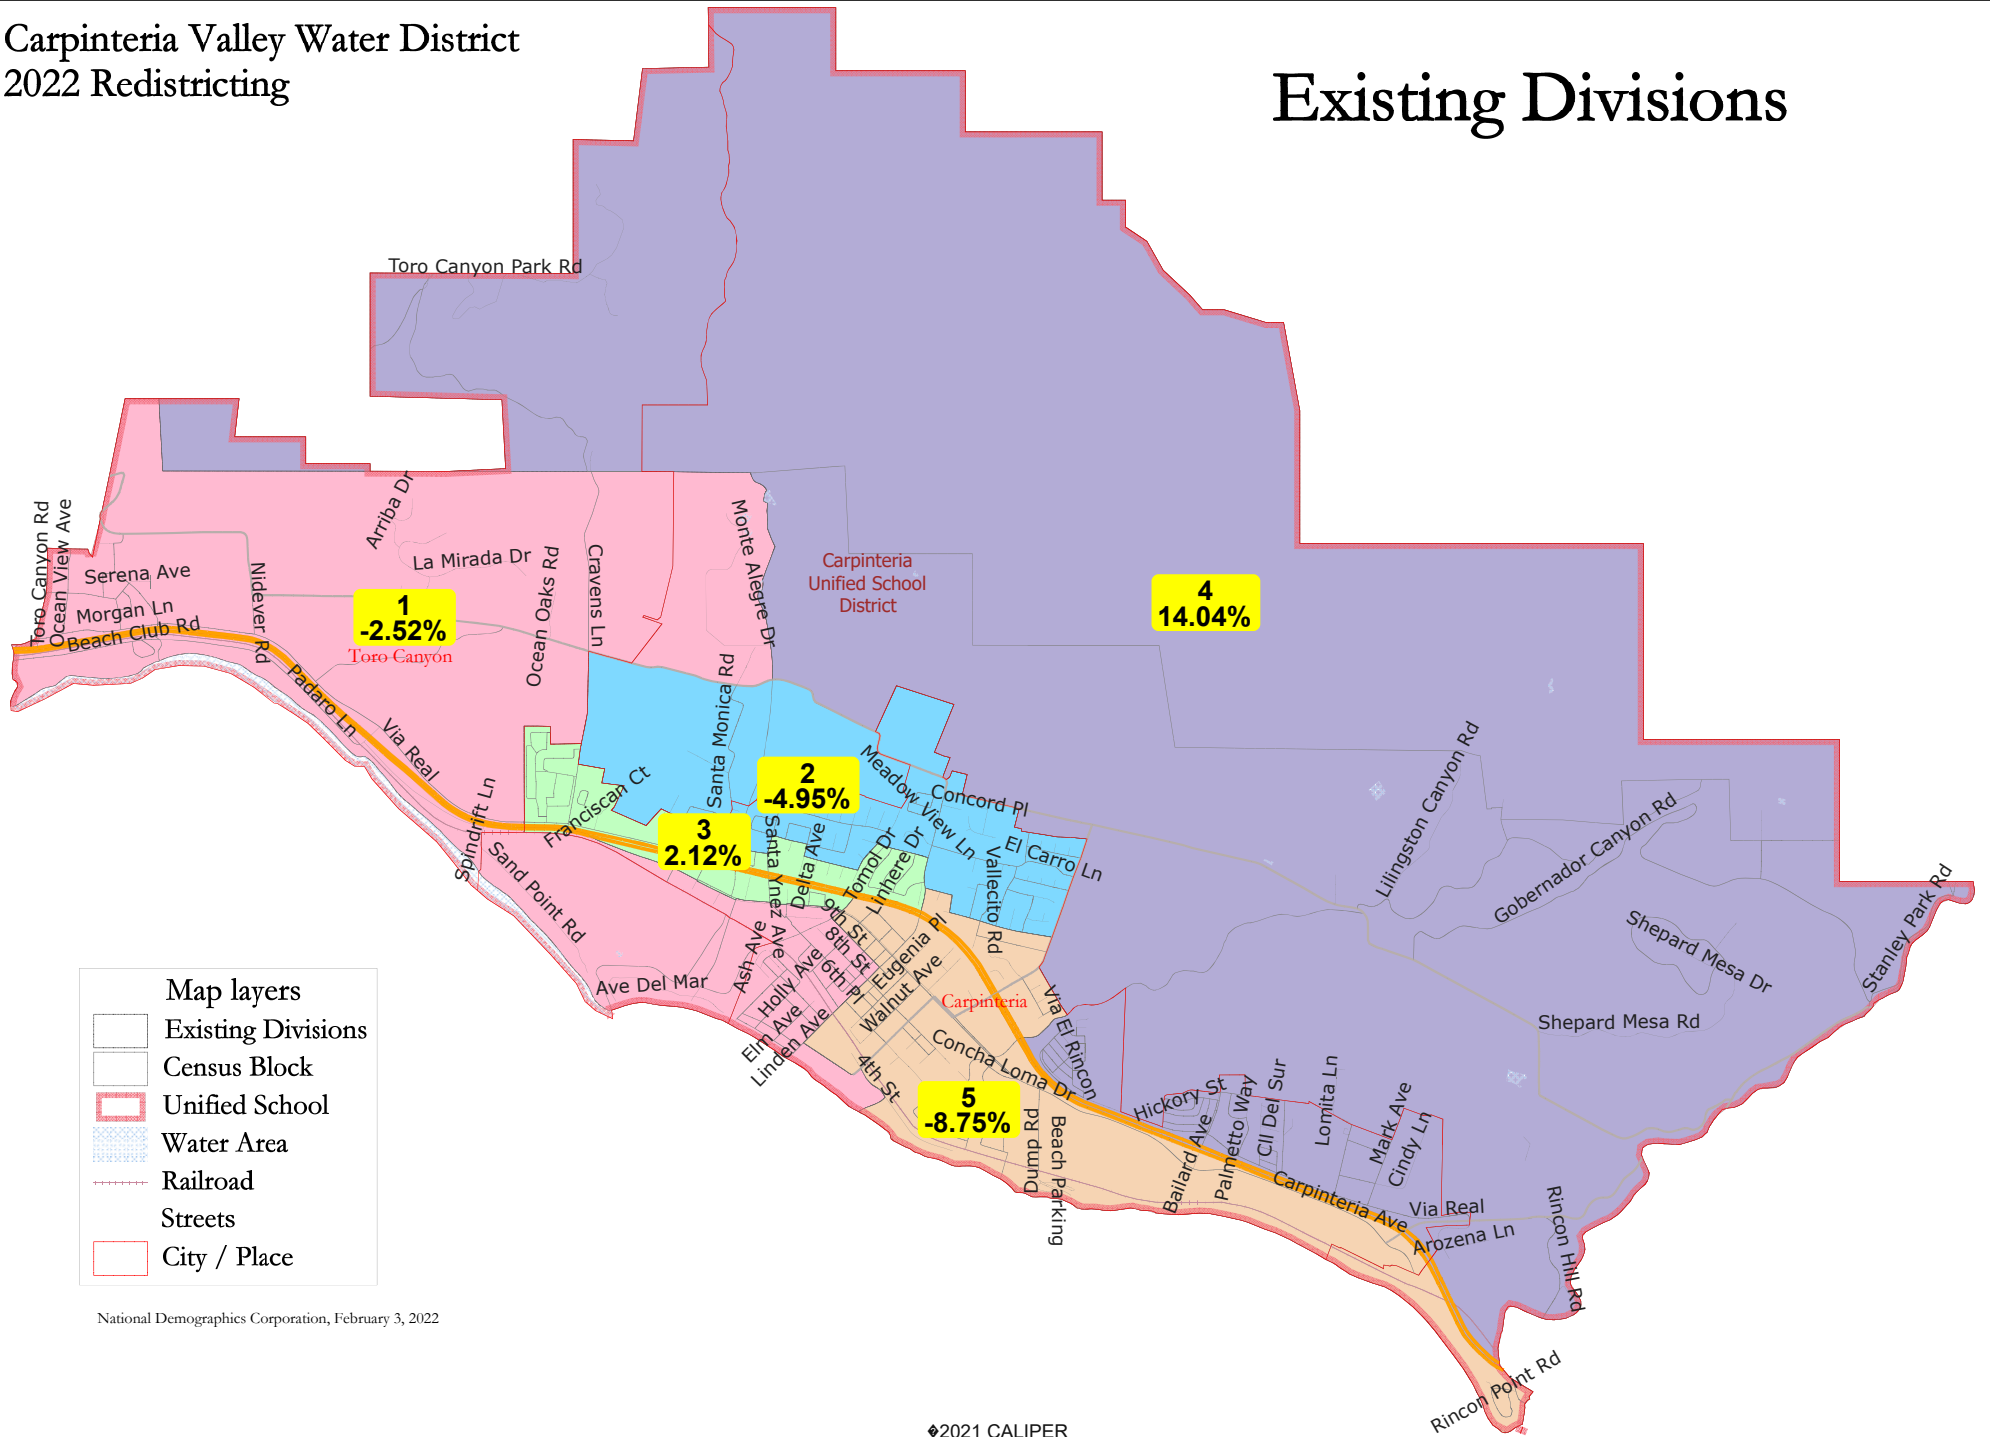 Carpinteria Valley Water District
2022 Redistricting
Existing Divisions
Toro Canyon Park Rd
Toro Canyon Rd
Ocean View Ave
Serena Ave
Morgan Ln
Beach Club Rd
Nidever Rd
Arriba Dr
La Mirada Dr
Ocean Oaks Rd
Cravens Ln
Monte Alegre Dr
Carpinteria
Unified School
District
1
-2.52%
Toro Canyon
4
14.04%
Padaro Ln
Via Real
Santa Monica Rd
2
-4.95%
Meadow View Ln
Concord Pl
El Carro Ln
Vallecito Rd
Spindrift Ln
Franciscan Ct
3
2.12%
Santa Ynez Ave
Delta Ave
Tomol Dr
Linhere Dr
Sand Point Rd
Ave Del Mar
Ash Ave
9th St
8th St
6th Pl
Holly Ave
Elm Ave
Linden Ave
Eugenia Pl
Walnut Ave
Carpinteria
Via El Rincon
Concha Loma Dr
4th St
5
-8.75%
Dump Rd
Beach Parking
Hickory St
Bailard Ave
Palmetto Way
Cll Del Sur
Lomita Ln
Mark Ave
Cindy Ln
Carpinteria Ave
Via Real
Arozena Ln
Rincon Hill Rd
Rincon Point Rd
Lilingston Canyon Rd
Gobernador Canyon Rd
Shepard Mesa Dr
Shepard Mesa Rd
Stanley Park Rd
Map layers
Existing Divisions
Census Block
Unified School
Water Area
Railroad
Streets
City / Place
National Demographics Corporation, February 3, 2022
�2021 CALIPER